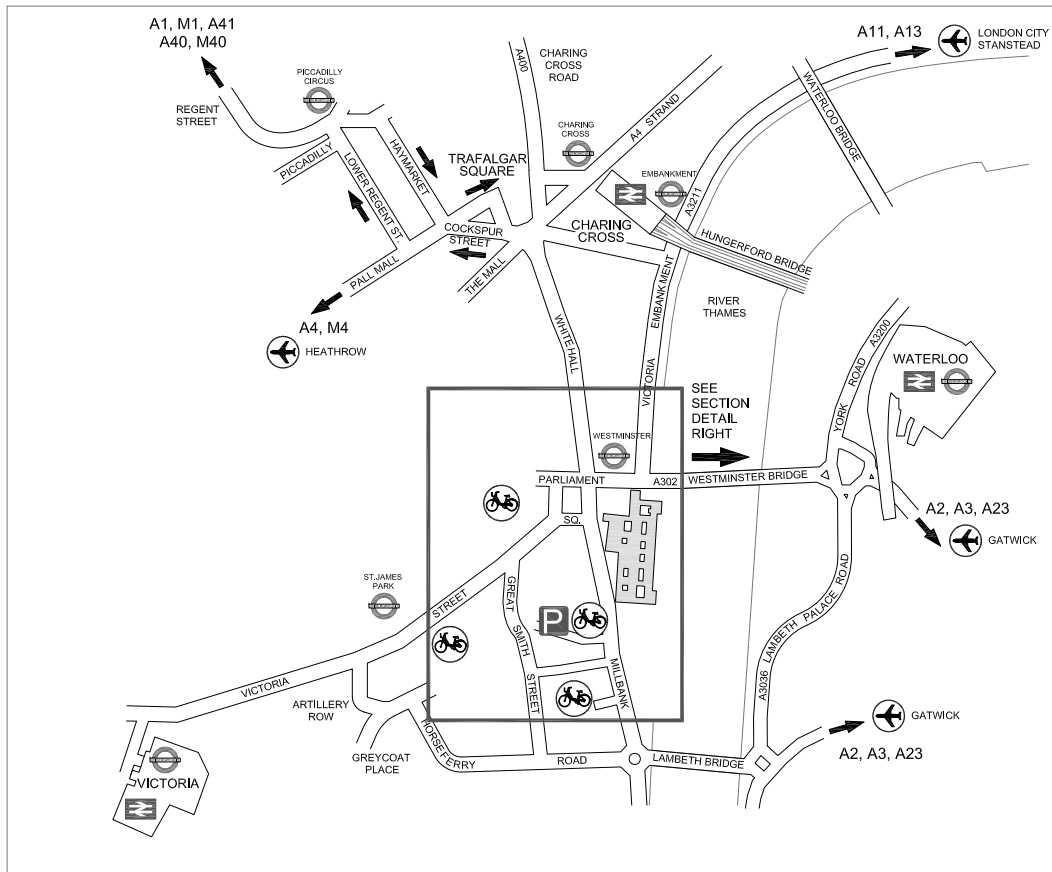 A1, M1, A41
A40, M40
A400
CHARING
CROSS
ROAD
A11, A13
LONDON CITY
STANSTEAD
PICCADILLY
CIRCUS
REGENT
STREET
PICCADILLY
LOWER REGENT ST.
HAYMARKET
TRAFALGAR
SQUARE
CHARING
CROSS
A4 STRAND
WATERLOO BRIDGE
EMBANKMENT
A3211
COCKSPUR
STREET
CHARING
CROSS
HUNGERFORD BRIDGE
PALL MALL
THE MALL
A4, M4
HEATHROW
WHITEHALL
VICTORIA EMBANKMENT
RIVER
THAMES
YORK ROAD A3200
WATERLOO
SEE
SECTION
DETAIL
RIGHT
WESTMINSTER
PARLIAMENT
SQ.
A302
WESTMINSTER BRIDGE
A2, A3, A23
GATWICK
ST.JAMES
PARK
VICTORIA STREET
GREAT SMITH STREET
P
MILLBANK
A3036 LAMBETH PALACE ROAD
ARTILLERY
ROW
GREYCOAT
PLACE
HORSEFERRY ROAD
LAMBETH BRIDGE
GATWICK
A2, A3, A23
VICTORIA